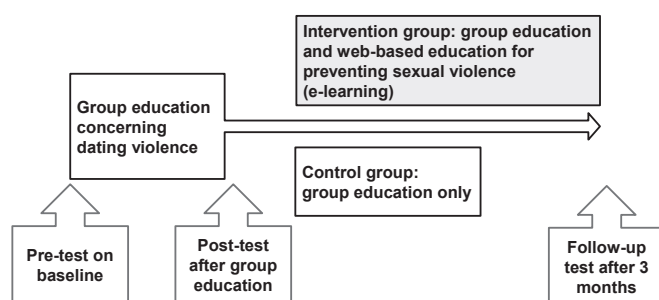 Intervention group: group education
and web-based education for
preventing sexual violence
(e-learning)
Group education
concerning
dating violence
Control group:
group education only
Pre-test on
baseline
Post-test
after group
education
Follow-up
test after 3
months